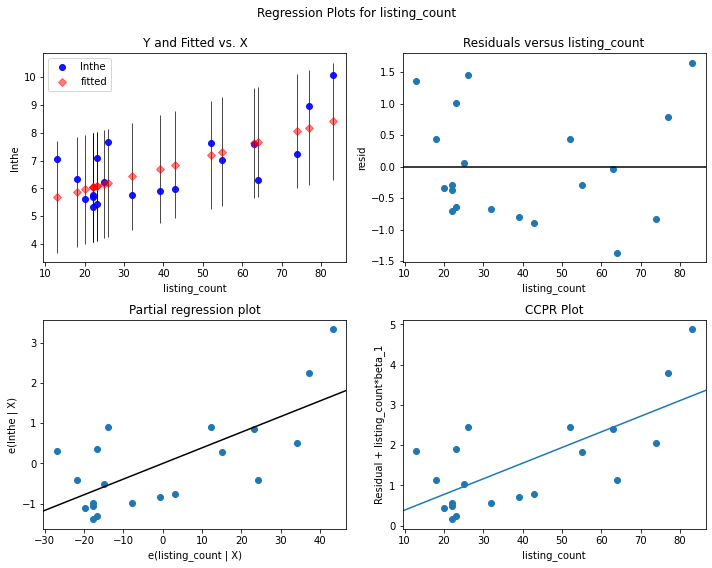 Regression Plots for listing_count
Y and Fitted vs. X
lnthe
fitted
10
9
8
7
6
5
4
lnthe
10 20 30 40 50 60 70 80
listing_count
Residuals versus listing_count
1.5
1.0
0.5
0.0
−0.5
−1.0
−1.5
resid
10 20 30 40 50 60 70 80
listing_count
Partial regression plot
3
2
1
0
−1
e(lnthe | X)
−30 −20 −10 0 10 20 30 40
e(listing_count | X)
CCPR Plot
5
4
3
2
1
0
Residual + listing_count*beta_1
10 20 30 40 50 60 70 80
listing_count